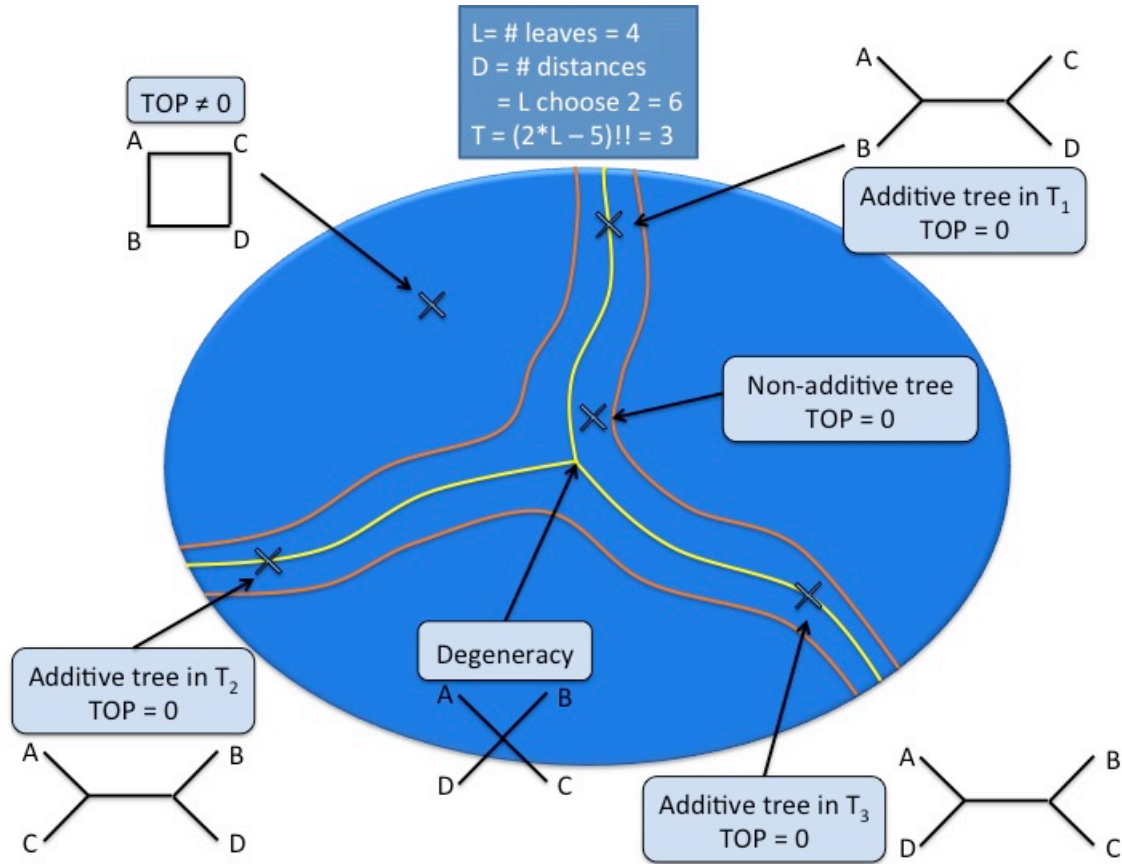 L= # leaves = 4
D = # distances
= L choose 2 = 6
T = (2*L – 5)!! = 3
TOP ≠ 0
A C
B D
A C
B D
Additive tree in T₁
TOP = 0
Non-additive tree
TOP = 0
Degeneracy
A B
D C
Additive tree in T₂
TOP = 0
A B
C D
Additive tree in T₃
TOP = 0
A B
D C